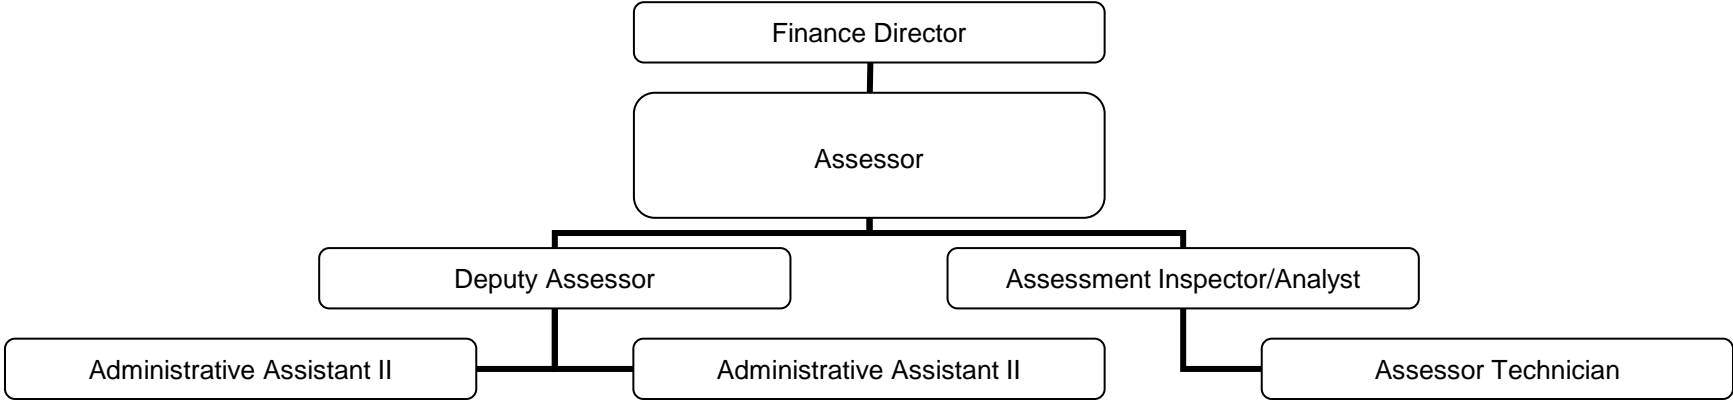 Finance Director
Assessor
Deputy Assessor
Assessment Inspector/Analyst
Administrative Assistant II
Administrative Assistant II
Assessor Technician